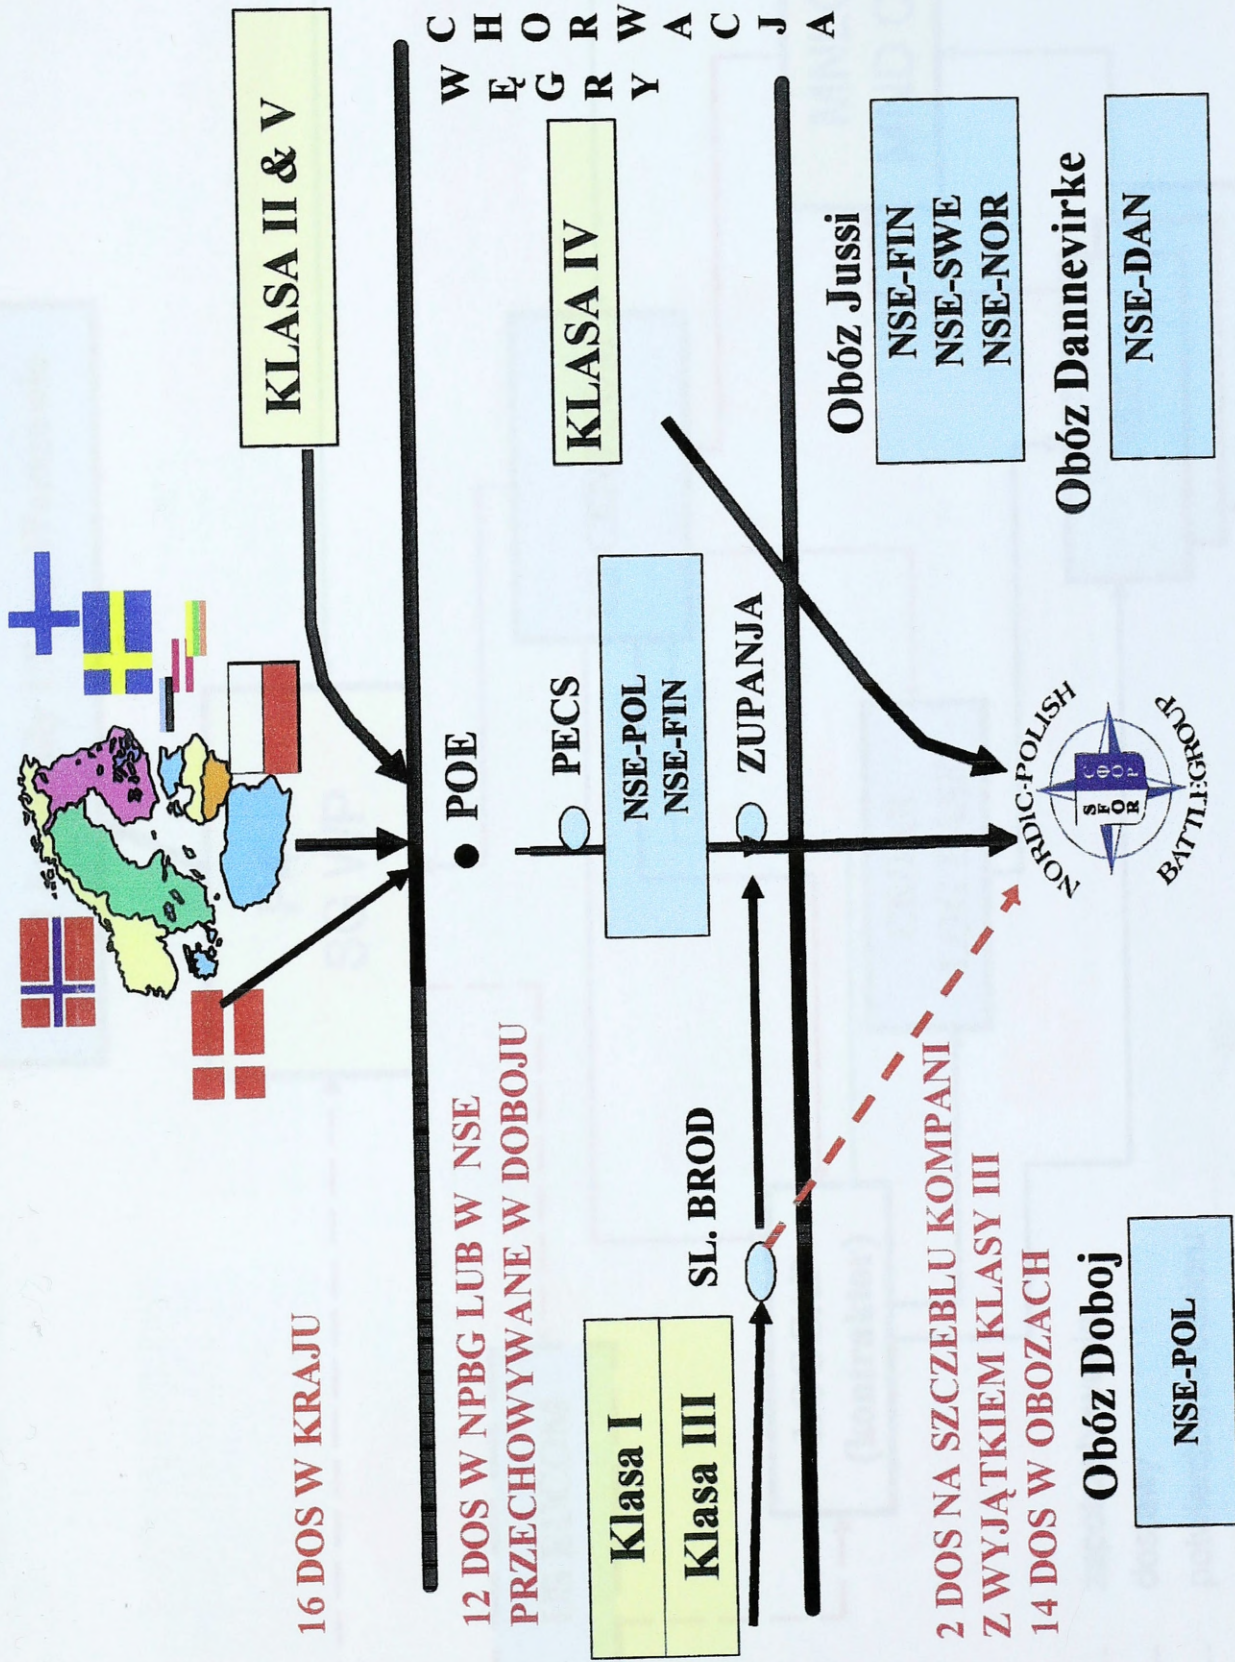 KLASA II & V
16 DOS W KRAJU
WĘGRY
CHORWACJA
POE
12 DOS W NPBG LUB W NSE
PRZECHOWYWANE W DOBOJU
PECS
NSE-POL
NSE-FIN
KLASA IV
Klasa I
Klasa III
SL. BROD
ZUPANJA
2 DOS NA SZCZEBLU KOMPANI
Z WYJĄTKIEM KLASY III
14 DOS W OBOZACH
Obóz Doboj
NSE-POL
NORDIC-POLISH
SFOR
СФОР
BATTLEGROUP
Obóz Jussi
NSE-FIN
NSE-SWE
NSE-NOR
Obóz Dannevirke
NSE-DAN